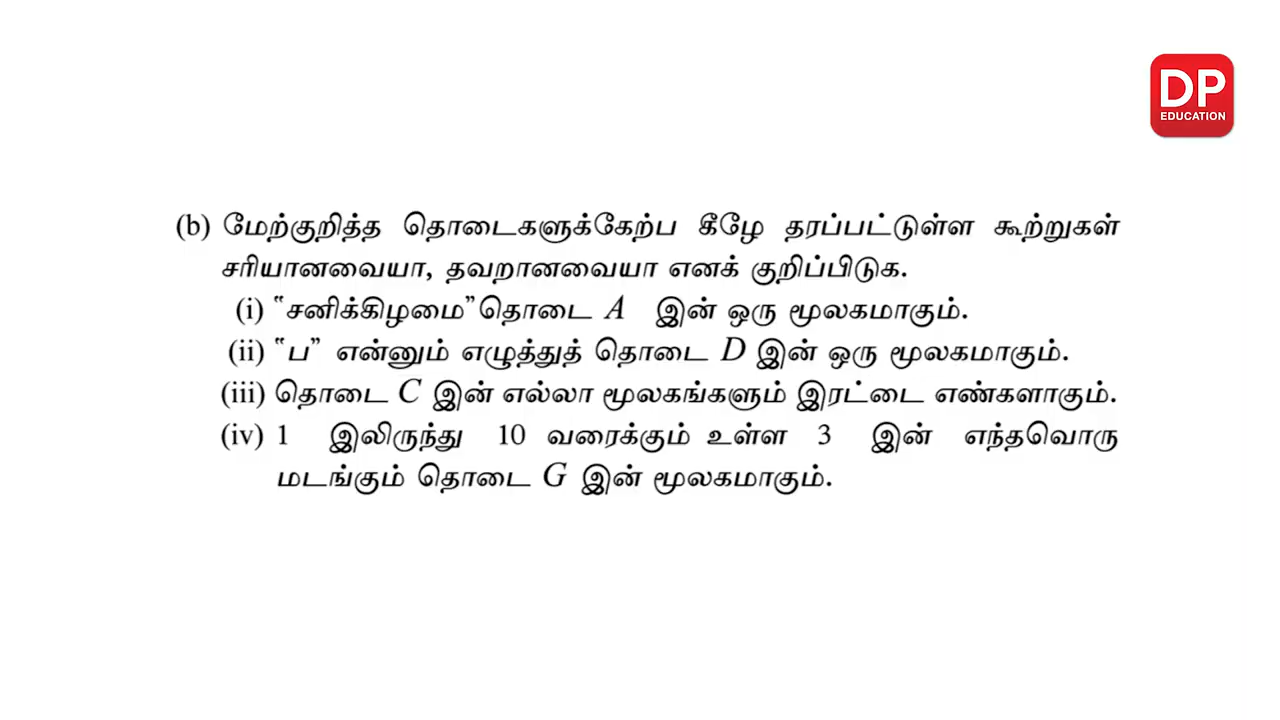 DP
EDUCATION
(b) மேற்குறித்த தொடைகளுக்கேற்ப கீழே தரப்பட்டுள்ள கூற்றுகள்
சரியானவையா, தவறானவையா எனக் குறிப்பிடுக.
(i) “சனிக்கிழமை” தொடை A இன் ஒரு மூலகமாகும்.
(ii) “ப” என்னும் எழுத்துத் தொடை D இன் ஒரு மூலகமாகும்.
(iii) தொடை C இன் எல்லா மூலகங்களும் இரட்டை எண்களாகும்.
(iv) 1 இலிருந்து 10 வரைக்கும் உள்ள 3 இன் எந்தவொரு
மடங்கும் தொடை G இன் மூலகமாகும்.